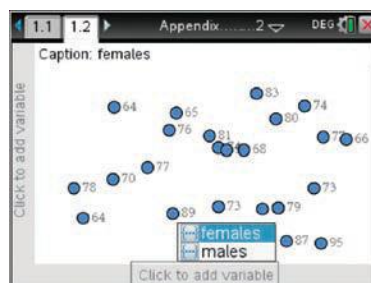 1.1 1.2 Appendix.......2 DEG
Caption: females
83
64 65 74
80
76
81 77 66
74 68
77
70
78 73
64 89 73 79
females
males
87 95
Click to add variable
Click to add variable